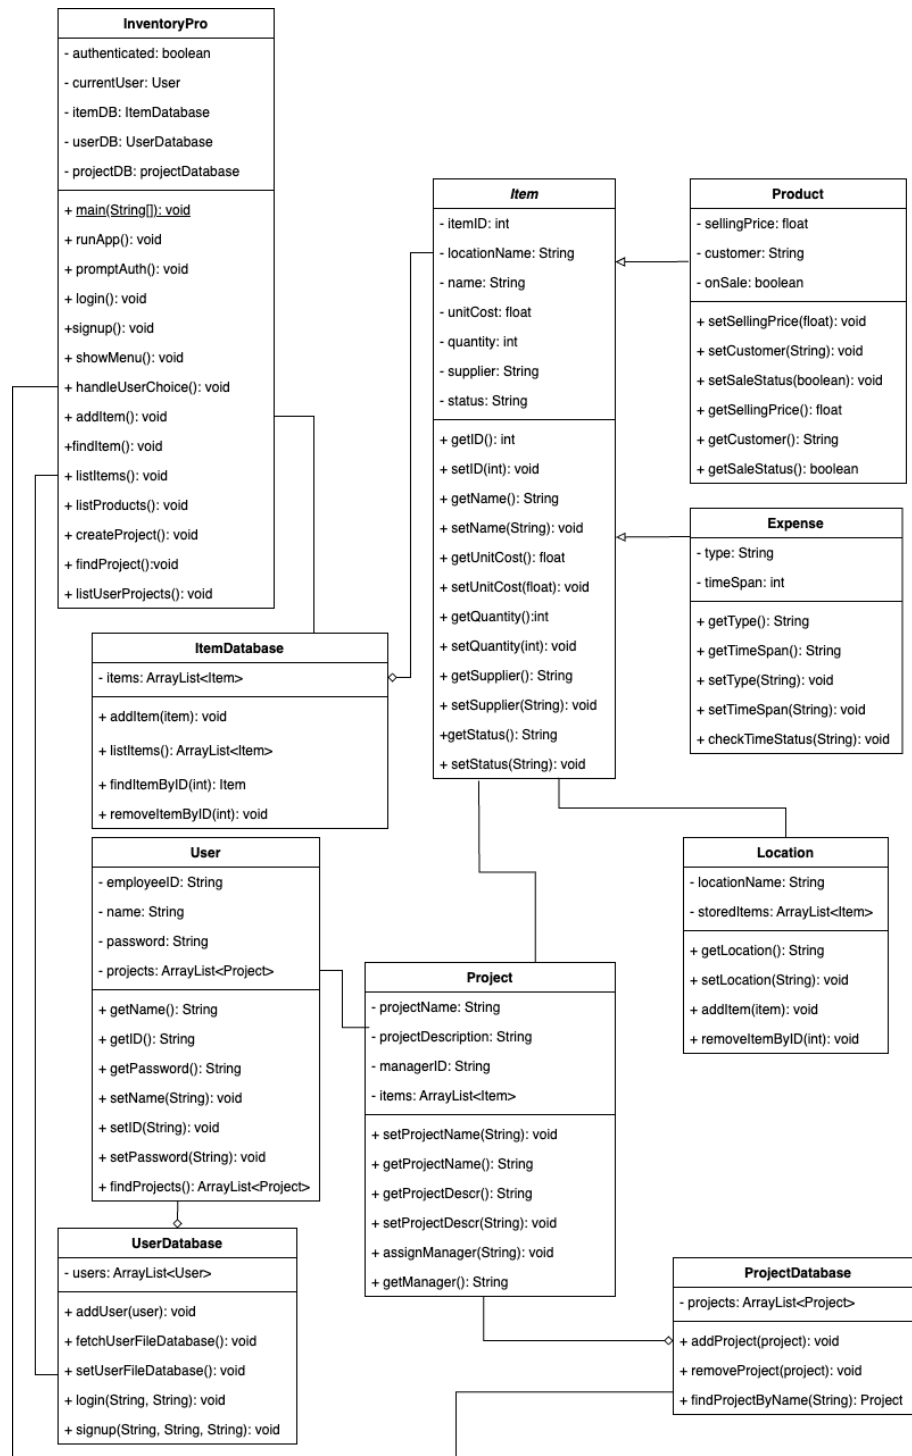 InventoryPro
- authenticated: boolean
- currentUser: User
- itemDB: ItemDatabase
- userDB: UserDatabase
- projectDB: projectDatabase
+ main(String[]): void
+ runApp(): void
+ promptAuth(): void
+ login(): void
+signup(): void
+ showMenu(): void
+ handleUserChoice(): void
+ addItem(): void
+findItem(): void
+ listItems(): void
+ listProducts(): void
+ createProject(): void
+ findProject():void
+ listUserProjects(): void
Item
- itemID: int
- locationName: String
- name: String
- unitCost: float
- quantity: int
- supplier: String
- status: String
+ getID(): int
+ setID(int): void
+ getName(): String
+ setName(String): void
+ getUnitCost(): float
+ setUnitCost(float): void
+ getQuantity():int
+ setQuantity(int): void
+ getSupplier(): String
+ setSupplier(String): void
+getStatus(): String
+ setStatus(String): void
Product
- sellingPrice: float
- customer: String
- onSale: boolean
+ setSellingPrice(float): void
+ setCustomer(String): void
+ setSaleStatus(boolean): void
+ getSellingPrice(): float
+ getCustomer(): String
+ getSaleStatus(): boolean
Expense
- type: String
- timeSpan: int
+ getType(): String
+ getTimeSpan(): String
+ setType(String): void
+ setTimeSpan(String): void
+ checkTimeStatus(String): void
ItemDatabase
- items: ArrayList<Item>
+ addItem(item): void
+ listItems(): ArrayList<Item>
+ findItemByID(int): Item
+ removeItemByID(int): void
User
- employeeID: String
- name: String
- password: String
- projects: ArrayList<Project>
+ getName(): String
+ getID(): String
+ getPassword(): String
+ setName(String): void
+ setID(String): void
+ setPassword(String): void
+ findProjects(): ArrayList<Project>
Location
- locationName: String
- storedItems: ArrayList<Item>
+ getLocation(): String
+ setLocation(String): void
+ addItem(item): void
+ removeItemByID(int): void
Project
- projectName: String
- projectDescription: String
- managerID: String
- items: ArrayList<Item>
+ setProjectName(String): void
+ getProjectName(): String
+ getProjectDescr(): String
+ setProjectDescr(String): void
+ assignManager(String): void
+ getManager(): String
UserDatabase
- users: ArrayList<User>
+ addUser(user): void
+ fetchUserFileDatabase(): void
+ setUserFileDatabase(): void
+ login(String, String): void
+ signup(String, String, String): void
ProjectDatabase
- projects: ArrayList<Project>
+ addProject(project): void
+ removeProject(project): void
+ findProjectByName(String): Project